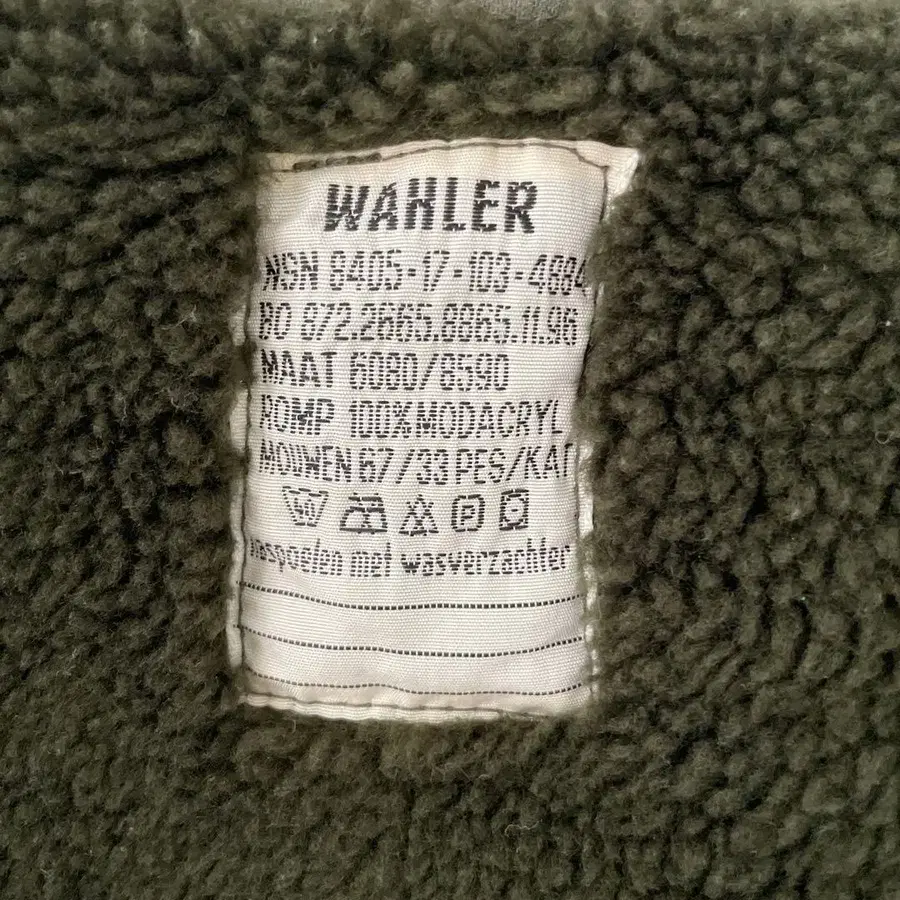 WAHLER
NSN 8405-17-103-4884
BO 872.2665.8865.11.96
MAAT 6080/8590
ROMP 100%MODACRYL
MOUWEN 67/33 PES/KAT
naspoelen met wasverzachter